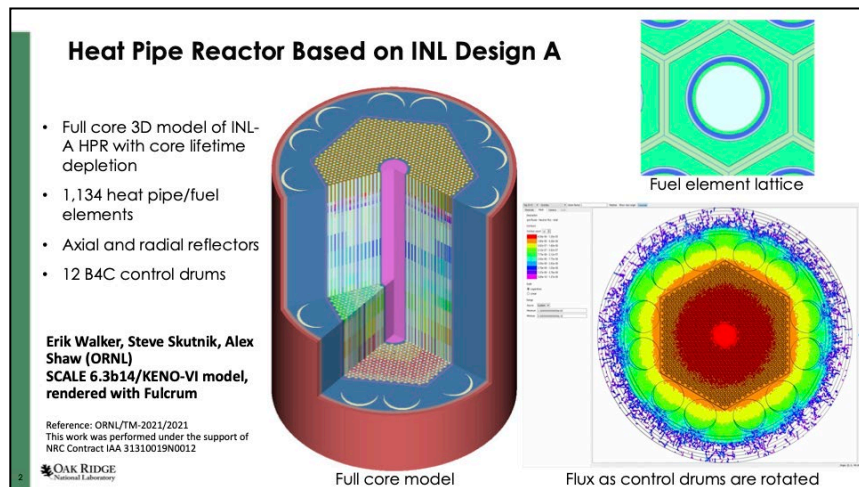 Heat Pipe Reactor Based on INL Design A
• Full core 3D model of INL-
A HPR with core lifetime
depletion
• 1,134 heat pipe/fuel
elements
• Axial and radial reflectors
• 12 B4C control drums
Erik Walker, Steve Skutnik, Alex
Shaw (ORNL)
SCALE 6.3b14/KENO-VI model,
rendered with Fulcrum
Reference: ORNL/TM-2021/2021
This work was performed under the support of
NRC Contract IAA 31310019N0012
2
OAK RIDGE
National Laboratory
Full core model
Fuel element lattice
Flux as control drums are rotated